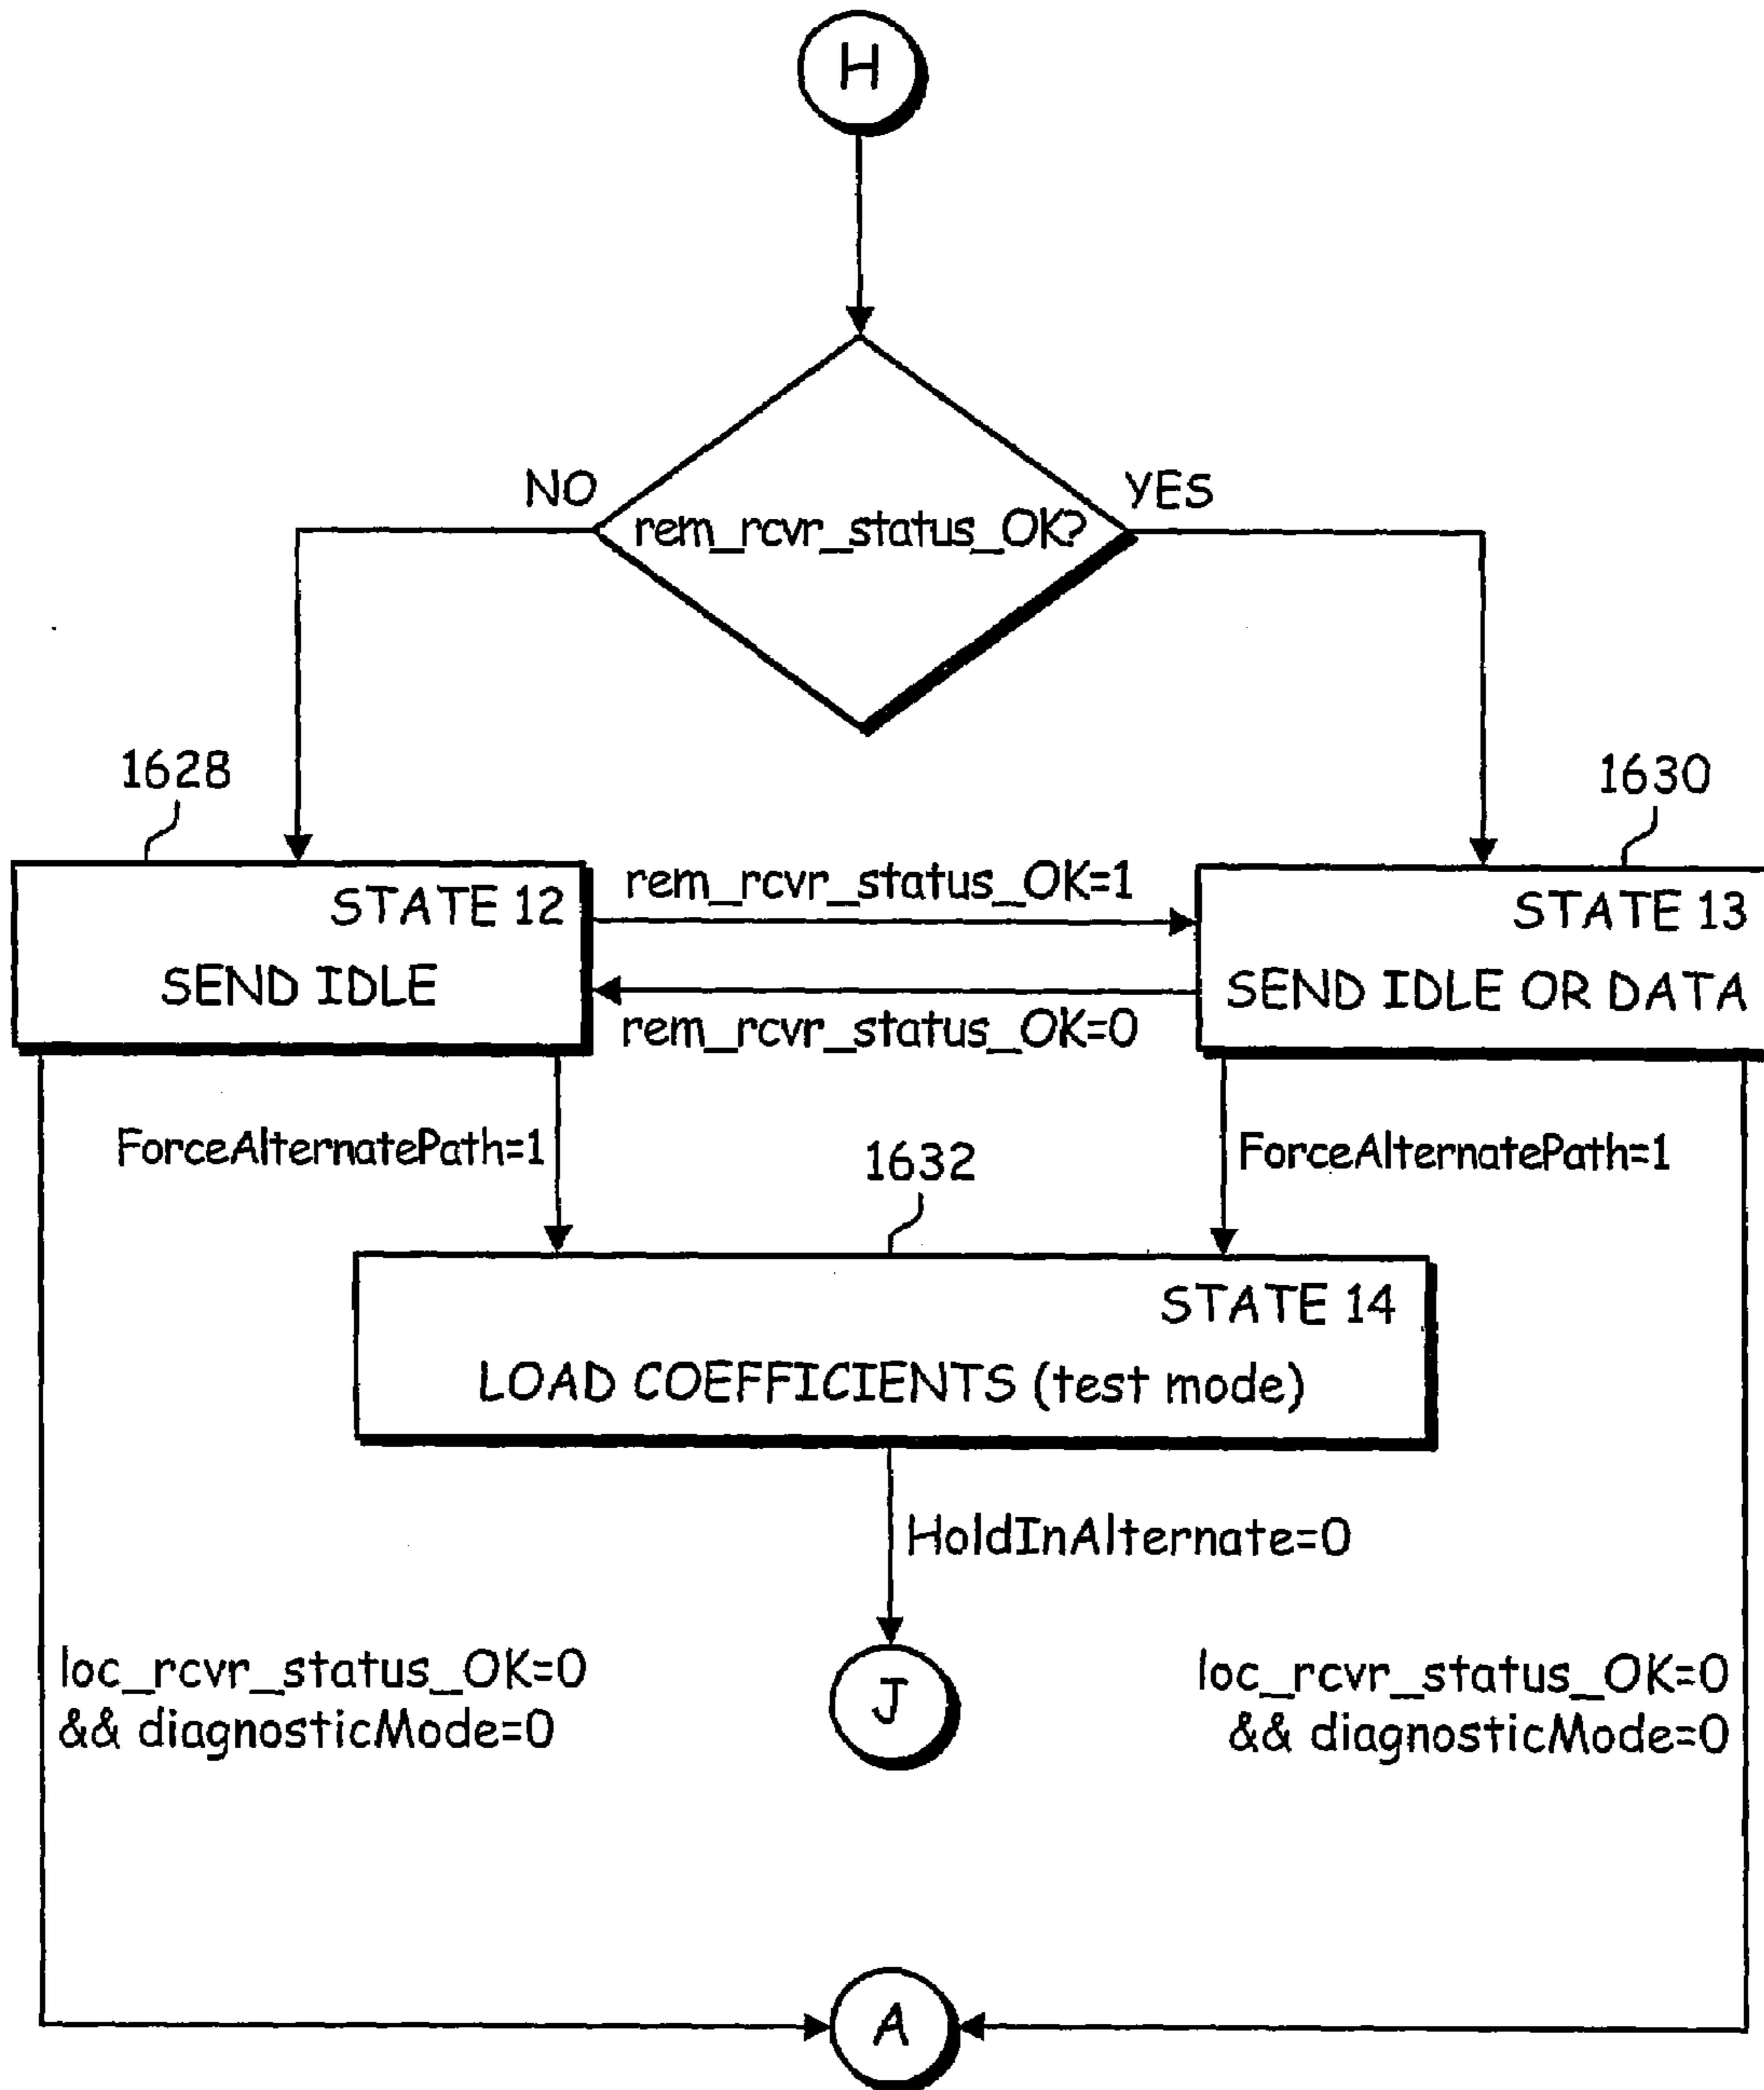 H
NO
YES
rem_rcvr_status_OK?
1628
1630
STATE 12
SEND IDLE
rem_rcvr_status_OK=1
rem_rcvr_status_OK=0
STATE 13
SEND IDLE OR DATA
ForceAlternatePath=1
1632
ForceAlternatePath=1
STATE 14
LOAD COEFFICIENTS (test mode)
HoldInAlternate=0
J
loc_rcvr_status_OK=0
&& diagnosticMode=0
loc_rcvr_status_OK=0
&& diagnosticMode=0
A